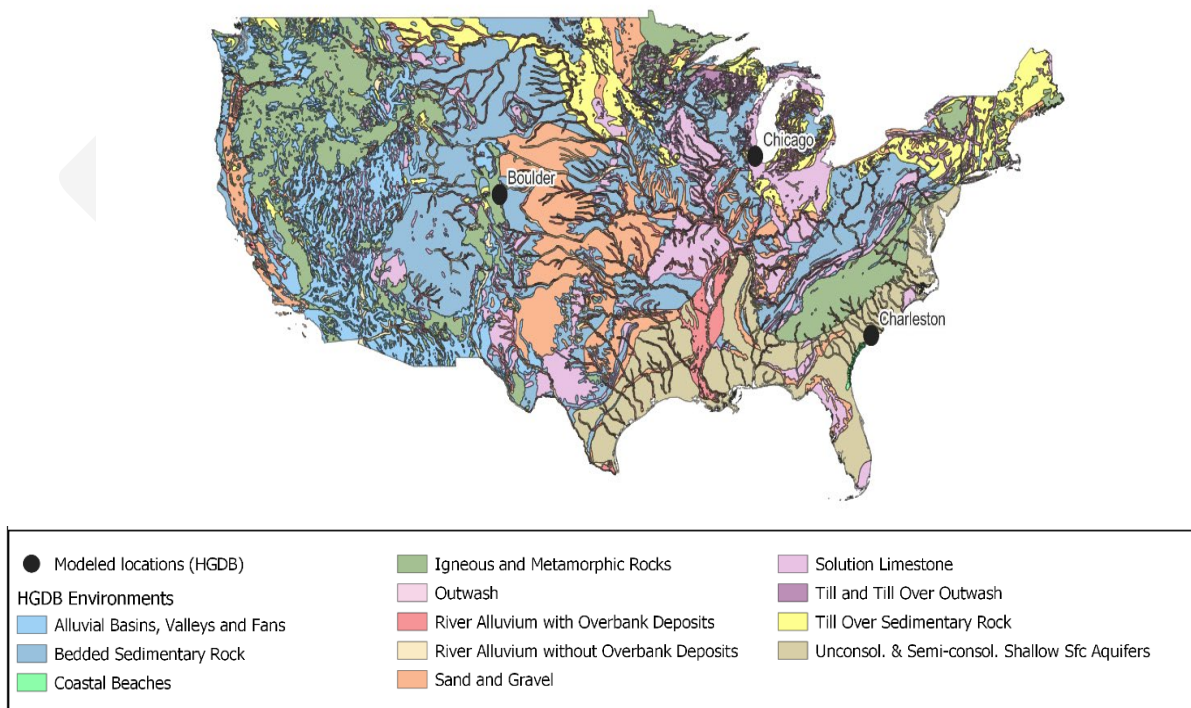 Chicago
Boulder
Charleston
Modeled locations (HGDB)
HGDB Environments
Alluvial Basins, Valleys and Fans
Bedded Sedimentary Rock
Coastal Beaches
Igneous and Metamorphic Rocks
Outwash
River Alluvium with Overbank Deposits
River Alluvium without Overbank Deposits
Sand and Gravel
Solution Limestone
Till and Till Over Outwash
Till Over Sedimentary Rock
Unconsol. & Semi-consol. Shallow Sfc Aquifers